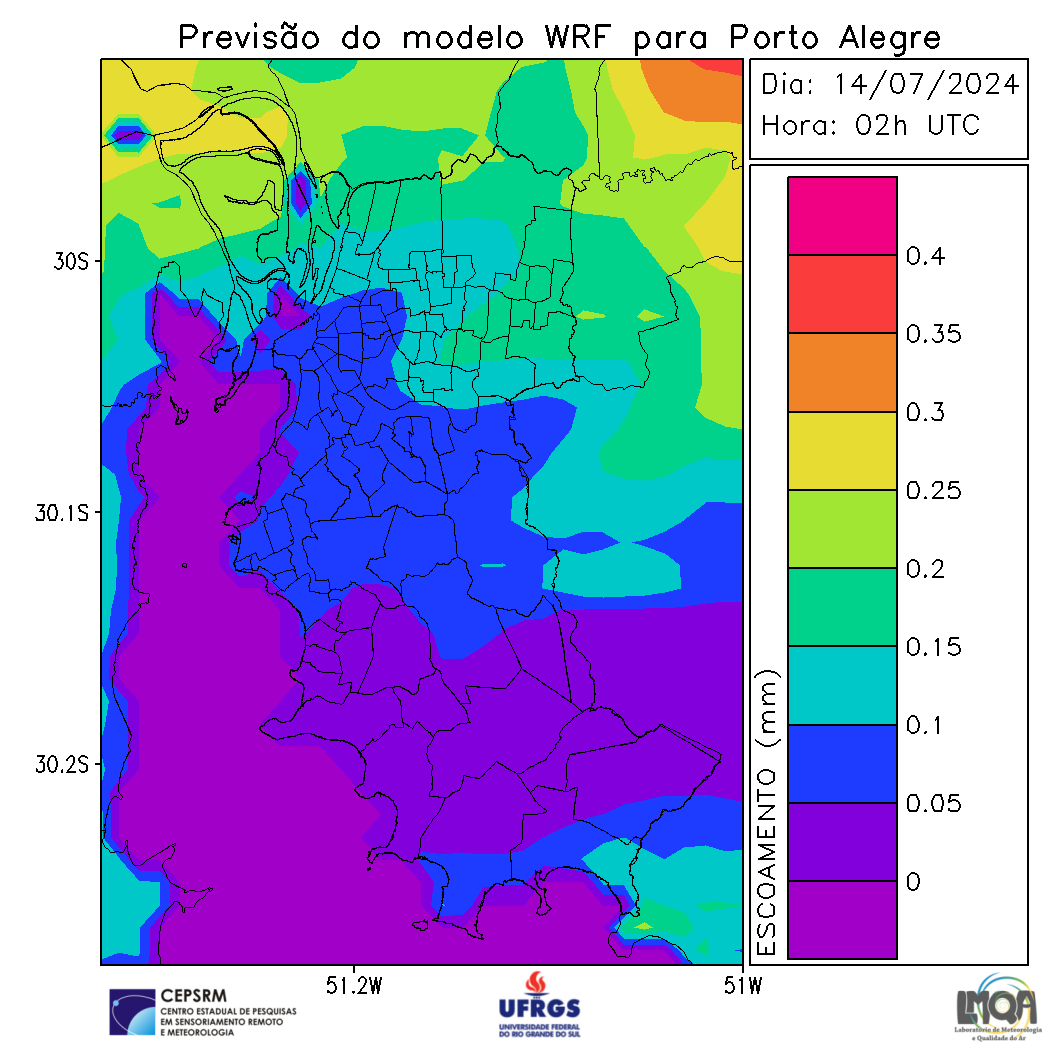 Previsão do modelo WRF para Porto Alegre
Dia: 14/07/2024
Hora: 02h UTC
30S
30.1S
30.2S
51.2W
51W
ESCOAMENTO (mm)
0.4
0.35
0.3
0.25
0.2
0.15
0.1
0.05
0
CEPSRM
CENTRO ESTADUAL DE PESQUISAS
EM SENSORIAMENTO REMOTO
E METEOROLOGIA
UFRGS
UNIVERSIDADE FEDERAL
DO RIO GRANDE DO SUL
LMQA
Laboratório de Meteorologia
e Qualidade do Ar